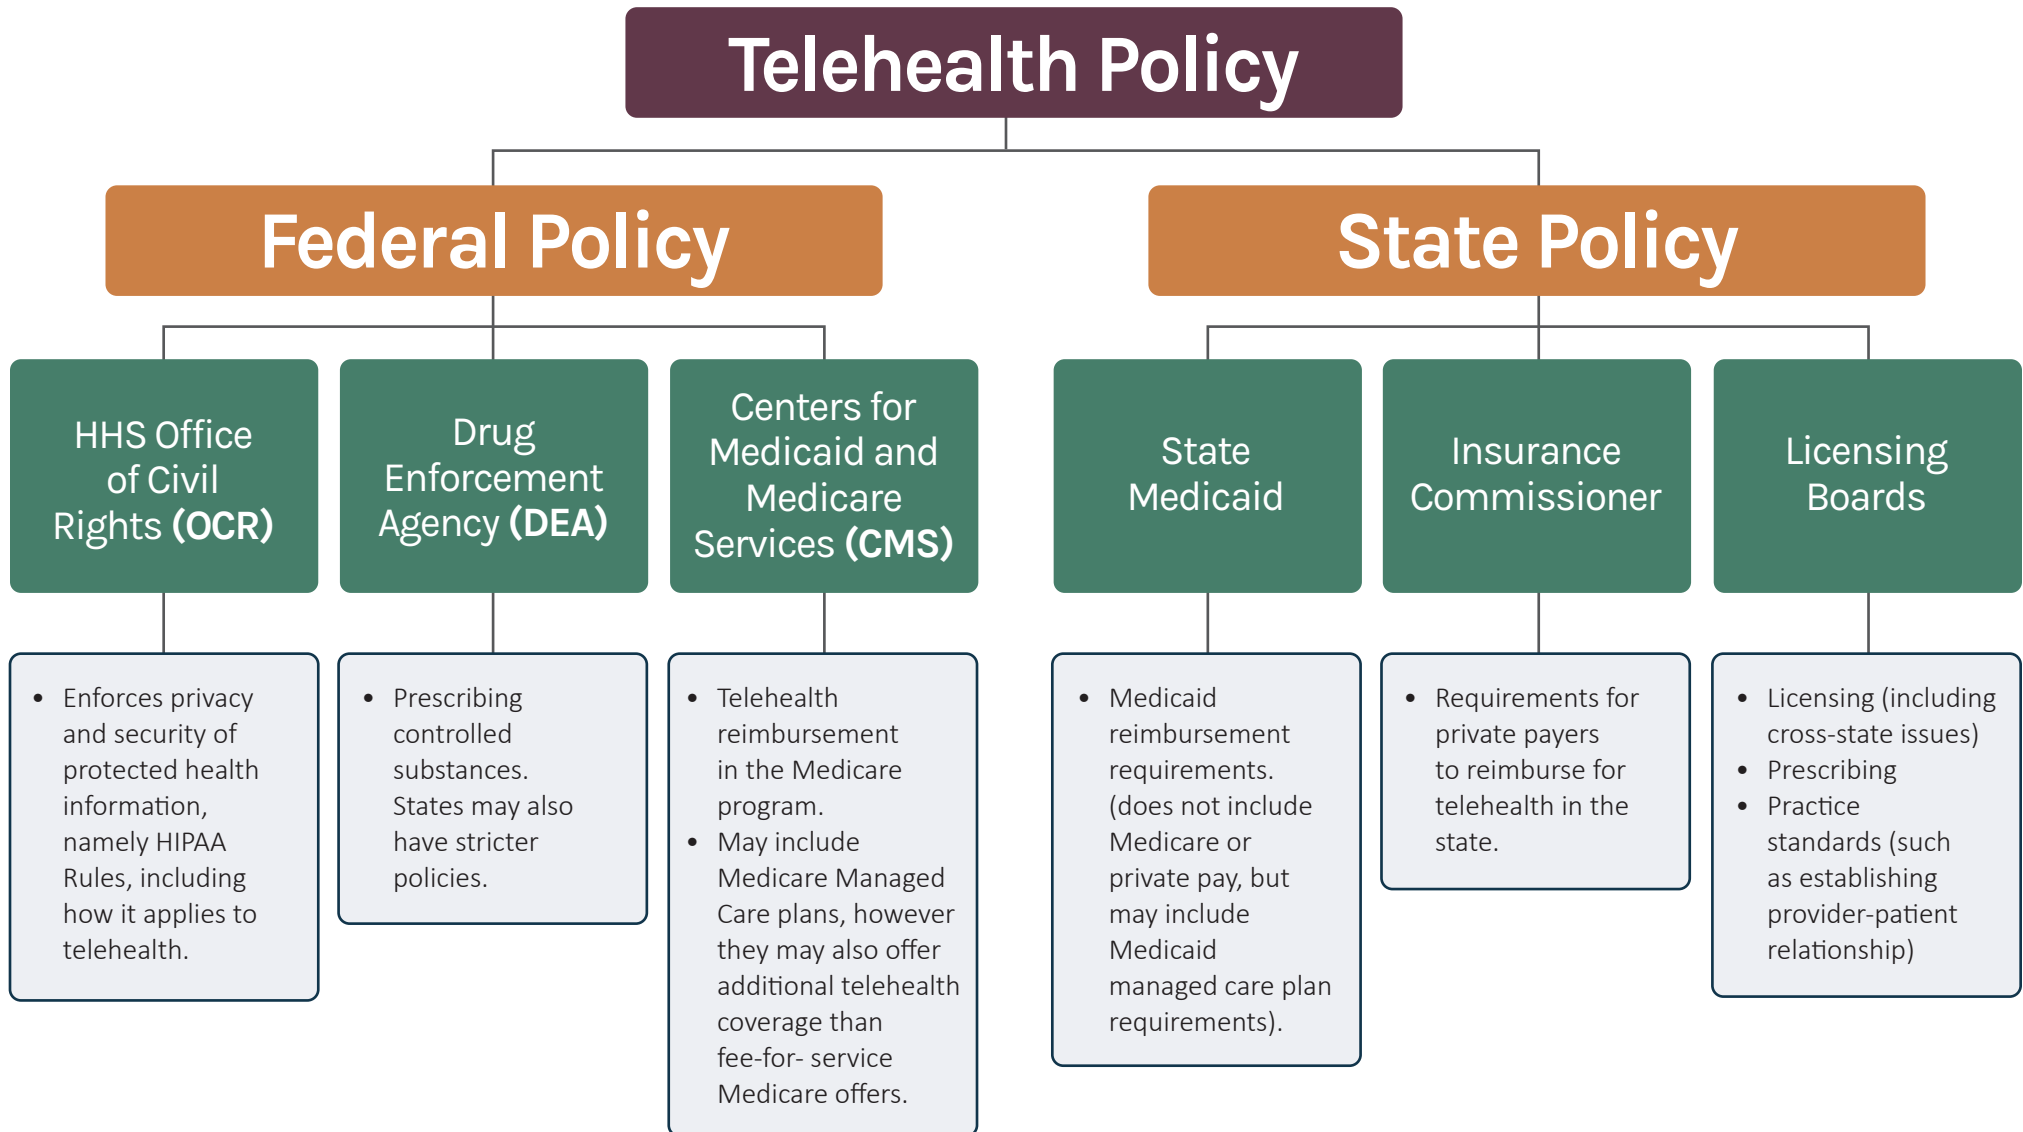 Telehealth Policy
Federal Policy
State Policy
HHS Office
of Civil
Rights (OCR)
Drug
Enforcement
Agency (DEA)
Centers for
Medicaid and
Medicare
Services (CMS)
State
Medicaid
Insurance
Commissioner
Licensing
Boards
• Enforces privacy
and security of
protected health
information,
namely HIPAA
Rules, including
how it applies to
telehealth.
• Prescribing
controlled
substances.
States may also
have stricter
policies.
• Telehealth
reimbursement
in the Medicare
program.
• May include
Medicare Managed
Care plans, however
they may also offer
additional telehealth
coverage than
fee-for- service
Medicare offers.
• Medicaid
reimbursement
requirements.
(does not include
Medicare or
private pay, but
may include
Medicaid
managed care plan
requirements).
• Requirements for
private payers
to reimburse for
telehealth in the
state.
• Licensing (including
cross-state issues)
• Prescribing
• Practice
standards (such
as establishing
provider-patient
relationship)